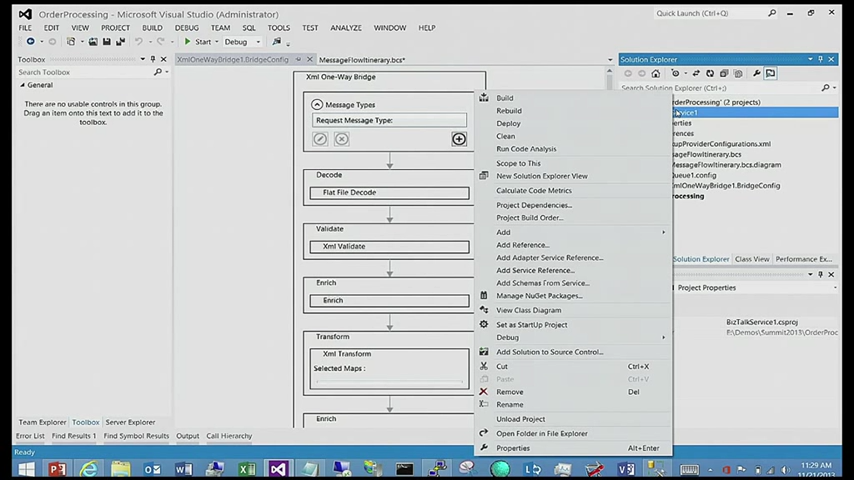 OrderProcessing - Microsoft Visual Studio (Administrator)
Quick Launch (Ctrl+Q)
FILE EDIT VIEW PROJECT BUILD DEBUG TEAM SQL TOOLS TEST ANALYZE WINDOW HELP
Start Debug
Toolbox
Search Toolbox
General
There are no usable controls in this group. Drag an item onto this text to add it to the toolbox.
XmlOneWayBridge1.BridgeConfig
MessageFlowItinerary.bcs*
Xml One-Way Bridge
Message Types
Request Message Type:
Decode
Flat File Decode
Validate
Xml Validate
Enrich
Enrich
Transform
Xml Transform
Selected Maps :
Enrich
Build
Rebuild
Deploy
Clean
Run Code Analysis
Scope to This
New Solution Explorer View
Calculate Code Metrics
Project Dependencies...
Project Build Order...
Add
Add Reference...
Add Adapter Service Reference...
Add Service Reference...
Add Schemas From Service...
Manage NuGet Packages...
View Class Diagram
Set as StartUp Project
Debug
Add Solution to Source Control...
Cut Ctrl+X
Paste Ctrl+V
Remove Del
Rename
Unload Project
Open Folder in File Explorer
Properties Alt+Enter
Solution Explorer
Search Solution Explorer (Ctrl+;)
rderProcessing' (2 projects)
ervice1
erties
erences
kupProviderConfigurations.xml
sageFlowItinerary.bcs
MessageFlowItinerary.bcs.diagram
Queue1.config
XmlOneWayBridge1.BridgeConfig
rocessing
Solution Explorer Class View Performance Ex...
Project Properties
BizTalkService1.csproj
E:\Demos\Summit2013\OrderProc
Team Explorer Toolbox Server Explorer
Error List Find Results 1 Find Symbol Results Output Call Hierarchy
Ready
11:29 AM
11/21/2013